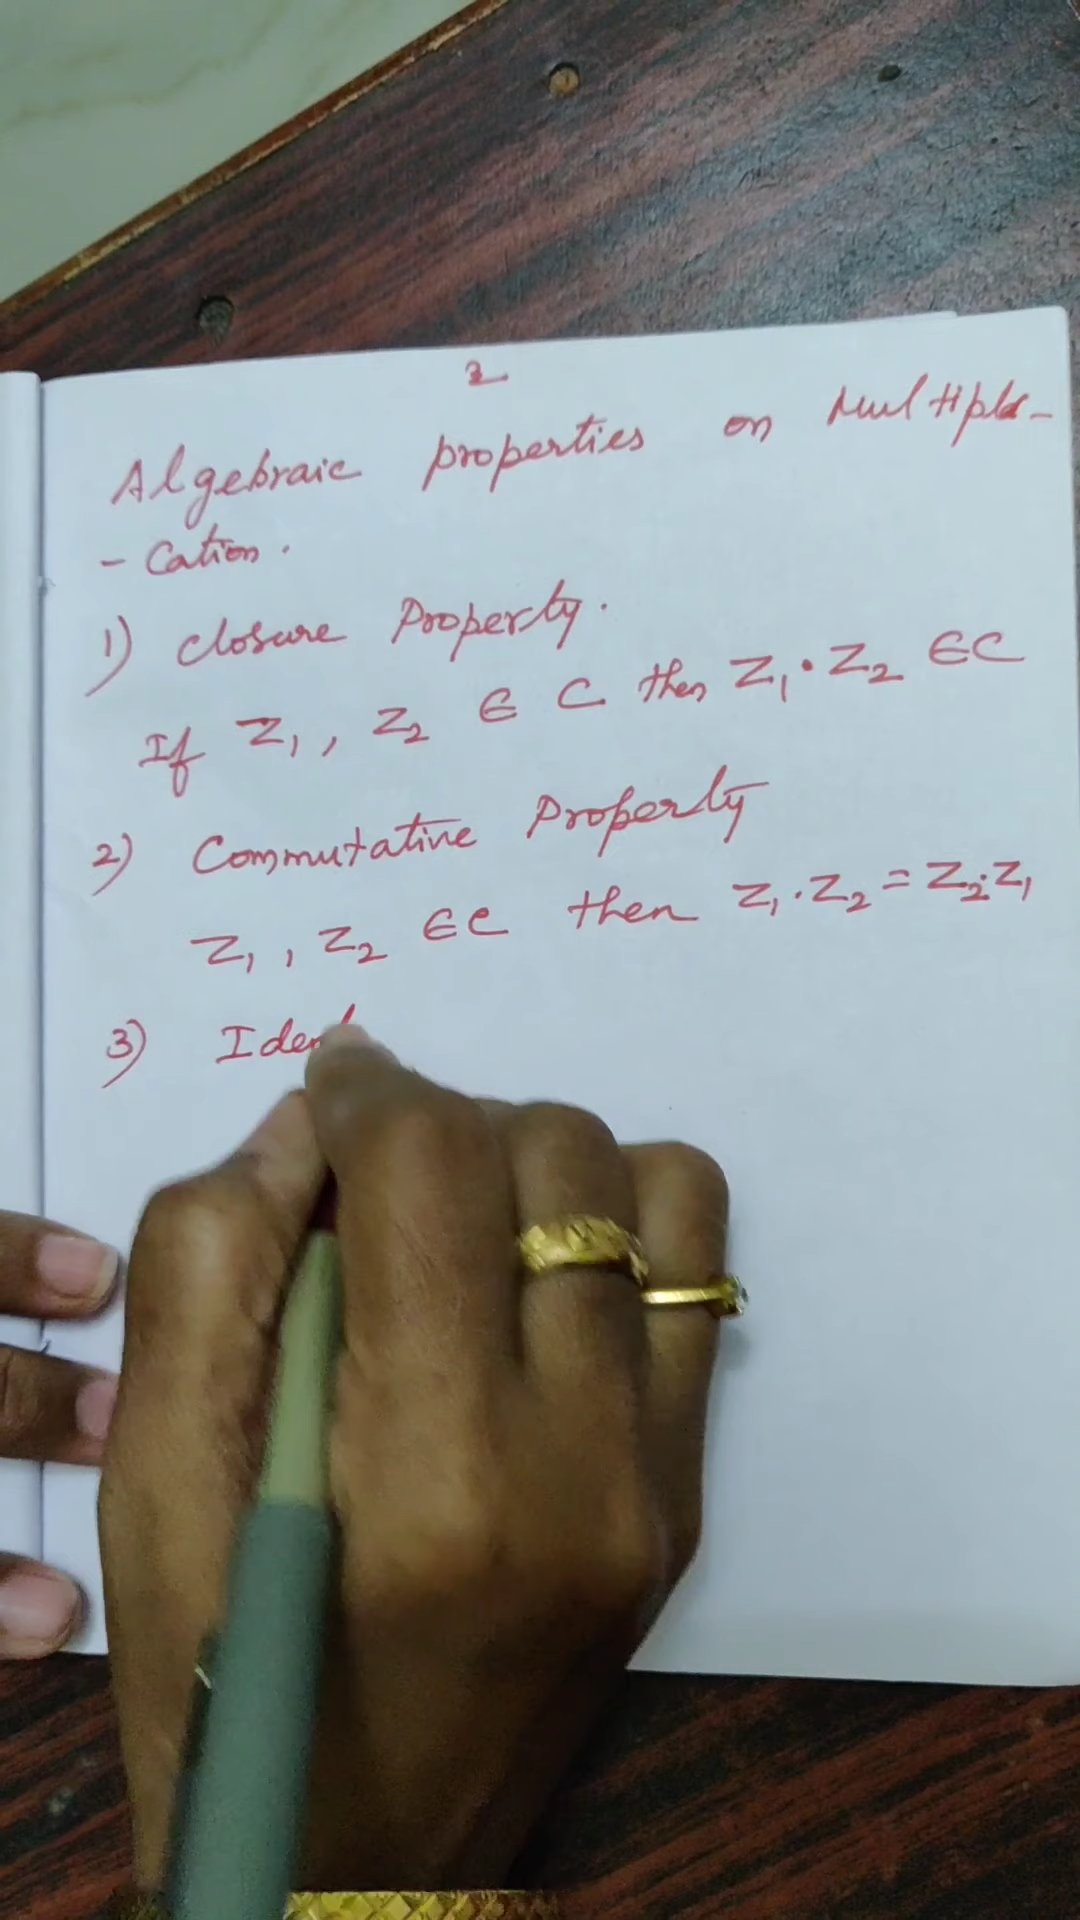 2
Algebraic properties on Multipli-
- Cation.
1) Closure Property.
If Z₁, Z₂ ∈ C then Z₁ · Z₂ ∈ C
2) Commutative Property
Z₁, Z₂ ∈ C then Z₁ . Z₂ = Z₂ . Z₁
3)